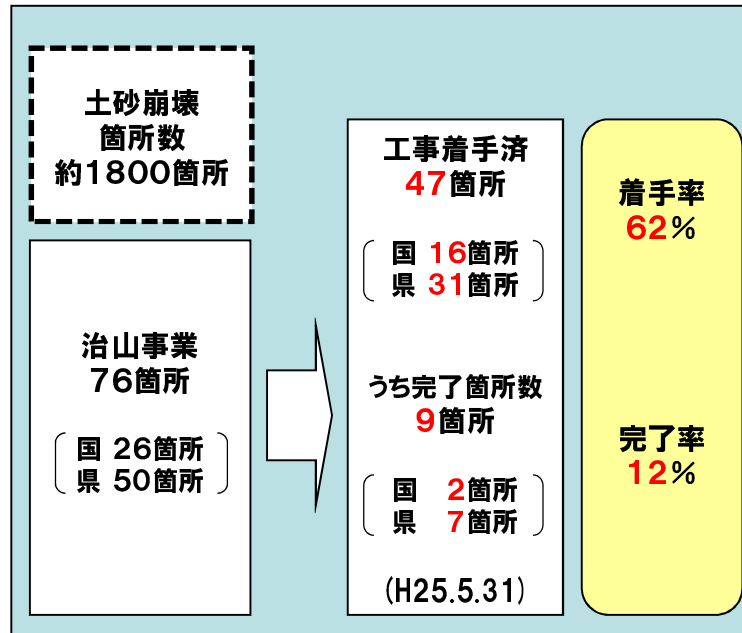 土砂崩壊
箇所数
約1800箇所
治山事業
76箇所
国 26箇所
県 50箇所
工事着手済
47箇所
国 16箇所
県 31箇所
うち完了箇所数
9箇所
国 2箇所
県 7箇所
(H25.5.31)
着手率
62%
完了率
12%